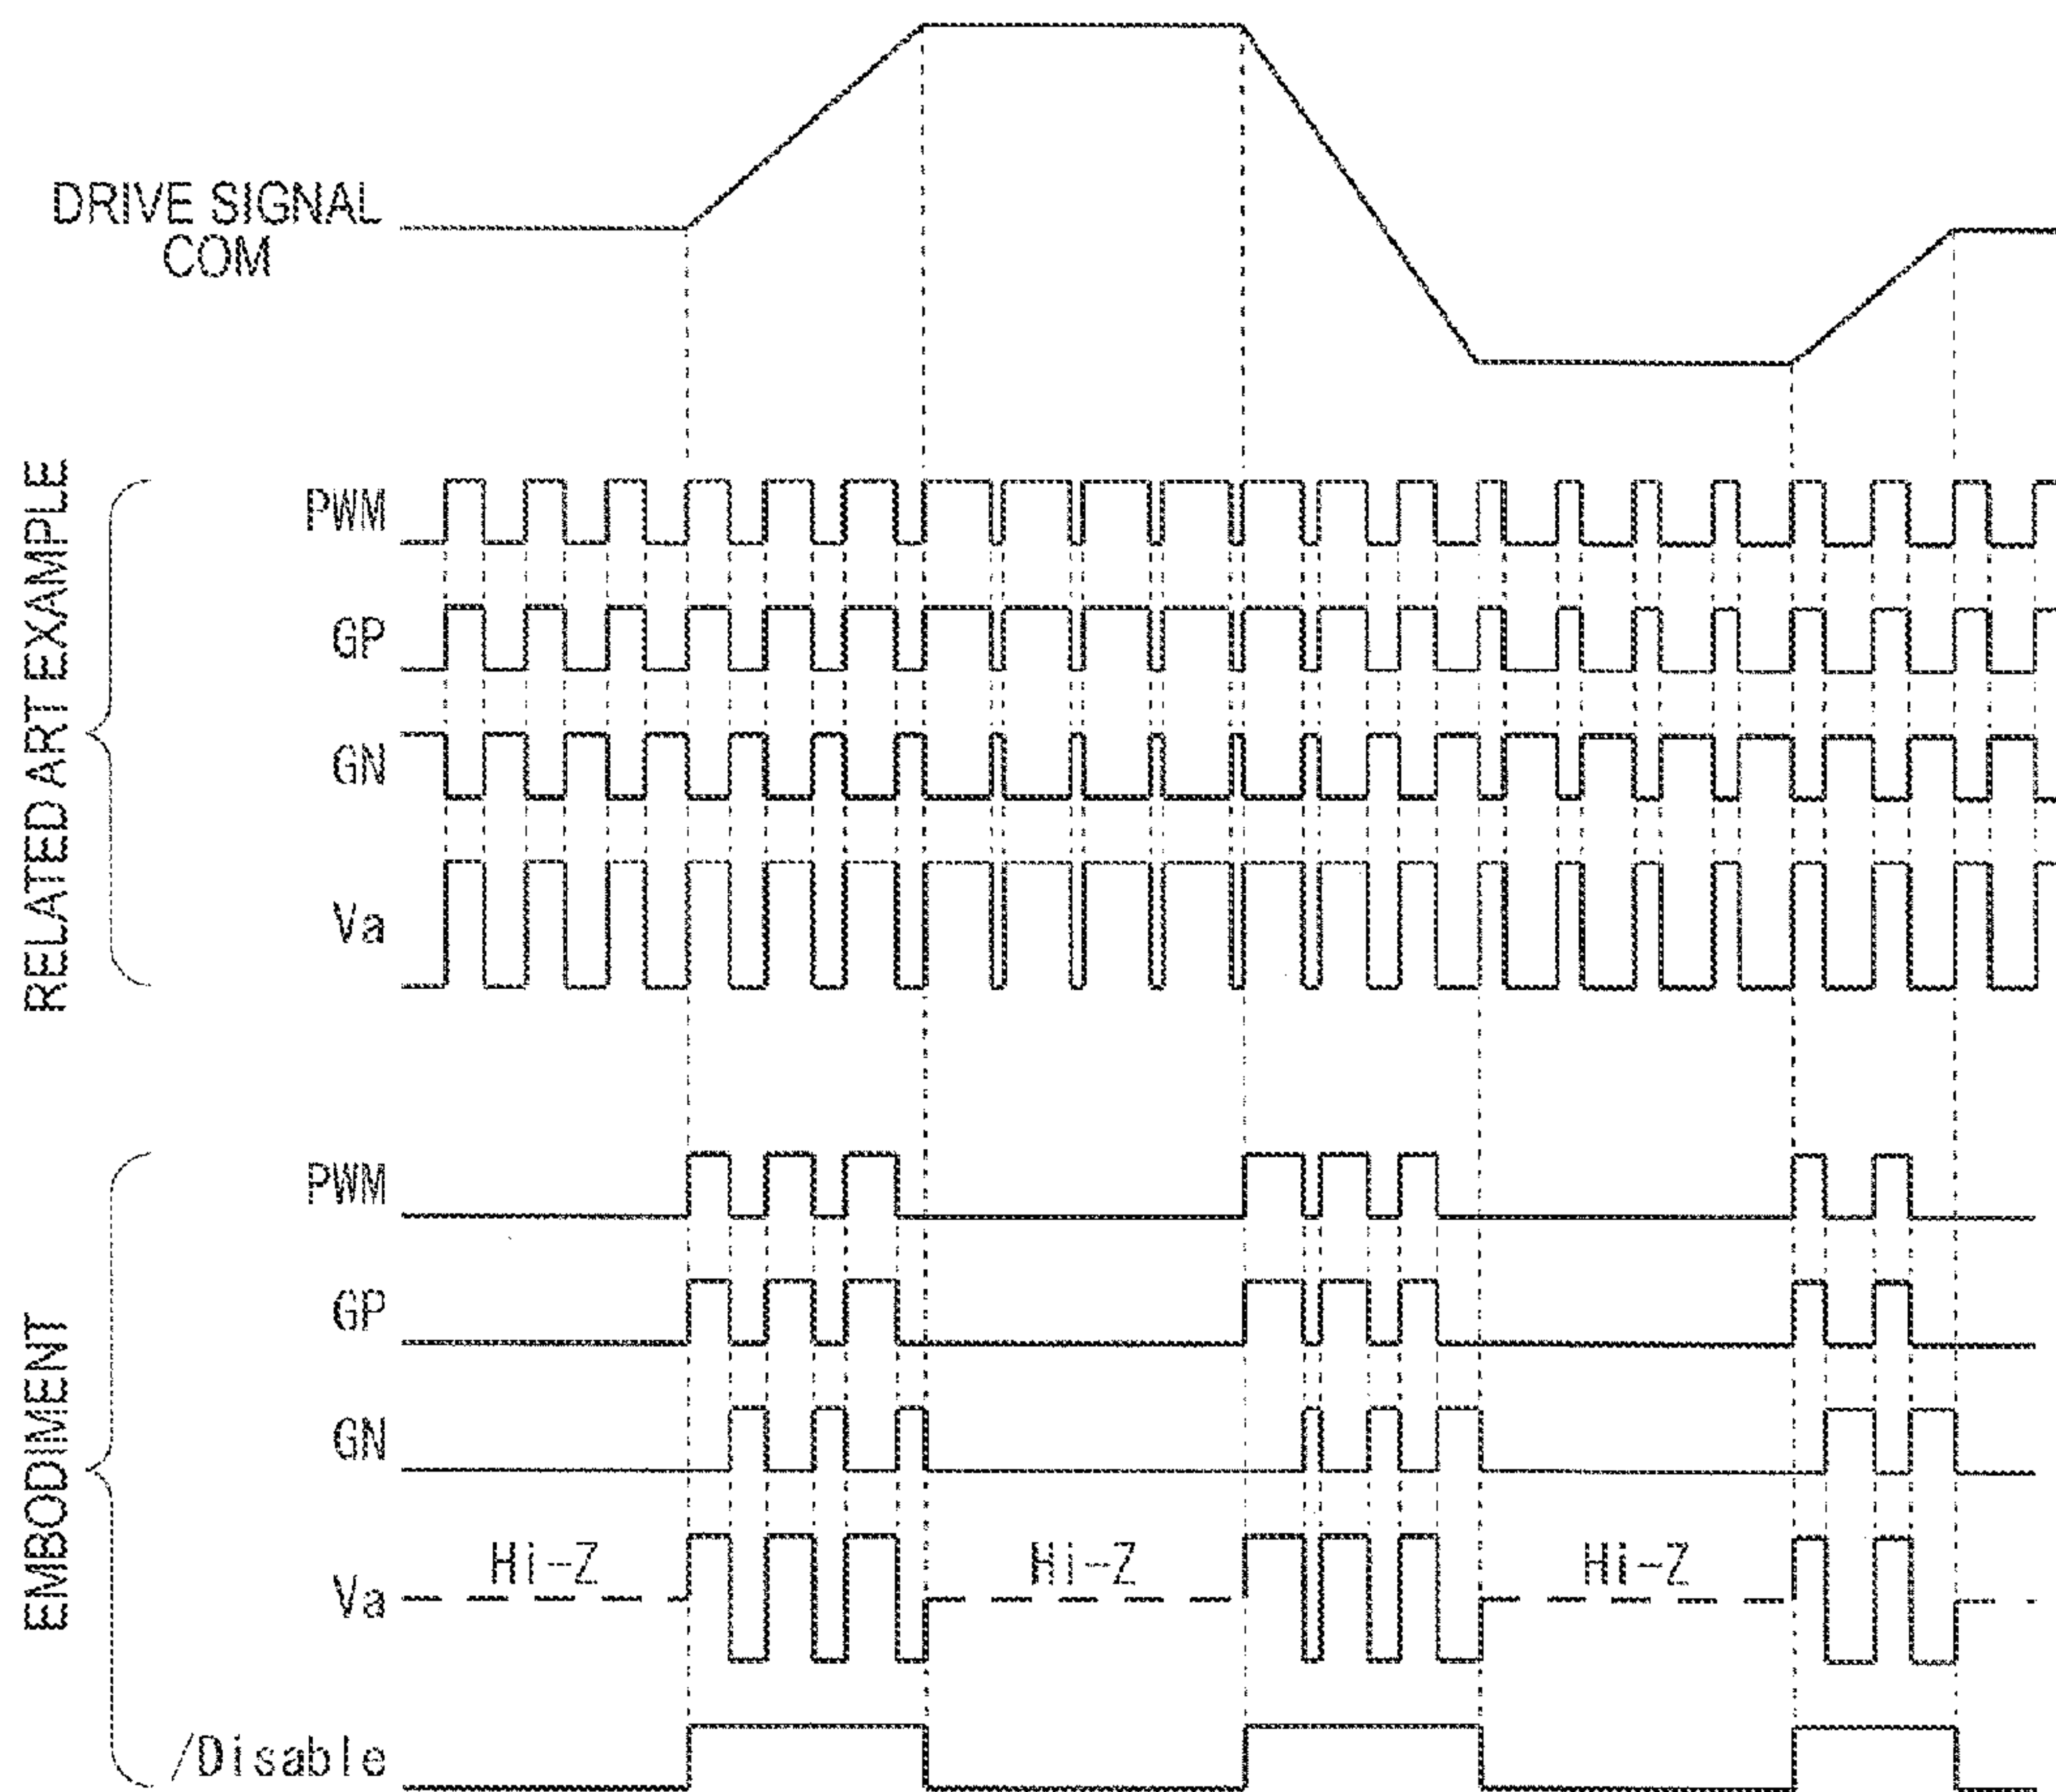 DRIVE SIGNAL
COM
RELATED ART EXAMPLE
PWM
GP
GN
Va
EMBODIMENT
PWM
GP
GN
Hi-Z Hi-Z Hi-Z
Va
/Disable